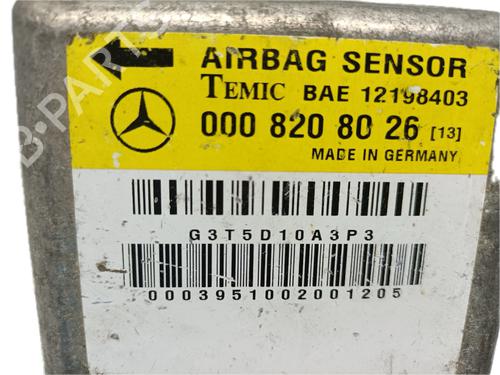 AIRBAG SENSOR
TEMIC BAE 12198403
000 820 80 26 [13]
MADE IN GERMANY
G3T5D10A3P3
0003951002001205
B-PARTS